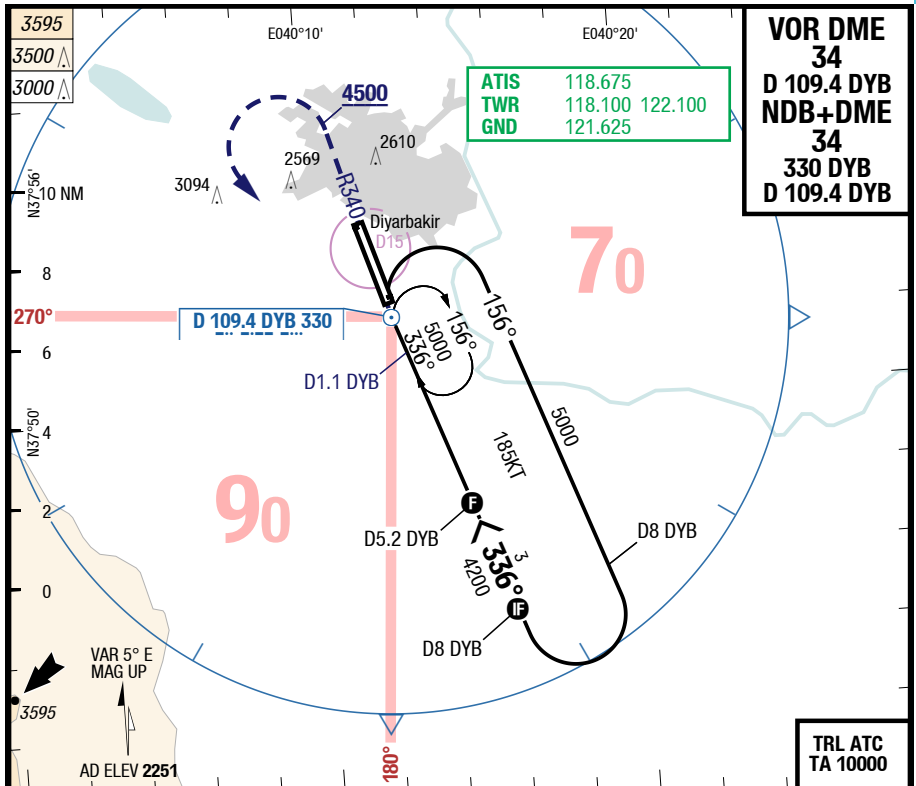 3595
3500
3000
E040°10'
E040°20'
VOR DME
34
D 109.4 DYB
NDB+DME
34
330 DYB
D 109.4 DYB
ATIS 118.675
TWR 118.100 122.100
GND 121.625
4500
2610
2569
3094
N37°56'
10 NM
R340
Diyarbakir
D15
70
8
270°
D 109.4 DYB 330
156°
5000
336°
156°
6
D1.1 DYB
N37°50'
4
5000
185KT
90
2
F
D5.2 DYB
D8 DYB
3
336°
4200
0
IF
D8 DYB
VAR 5° E
MAG UP
3595
AD ELEV 2251
180°
TRL ATC
TA 10000